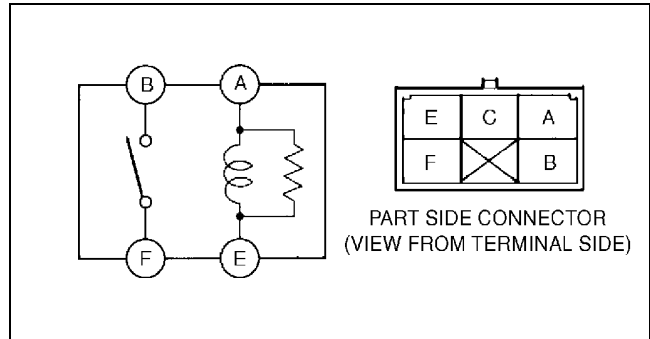 B A
E C A
F B
F E
PART SIDE CONNECTOR
(VIEW FROM TERMINAL SIDE)